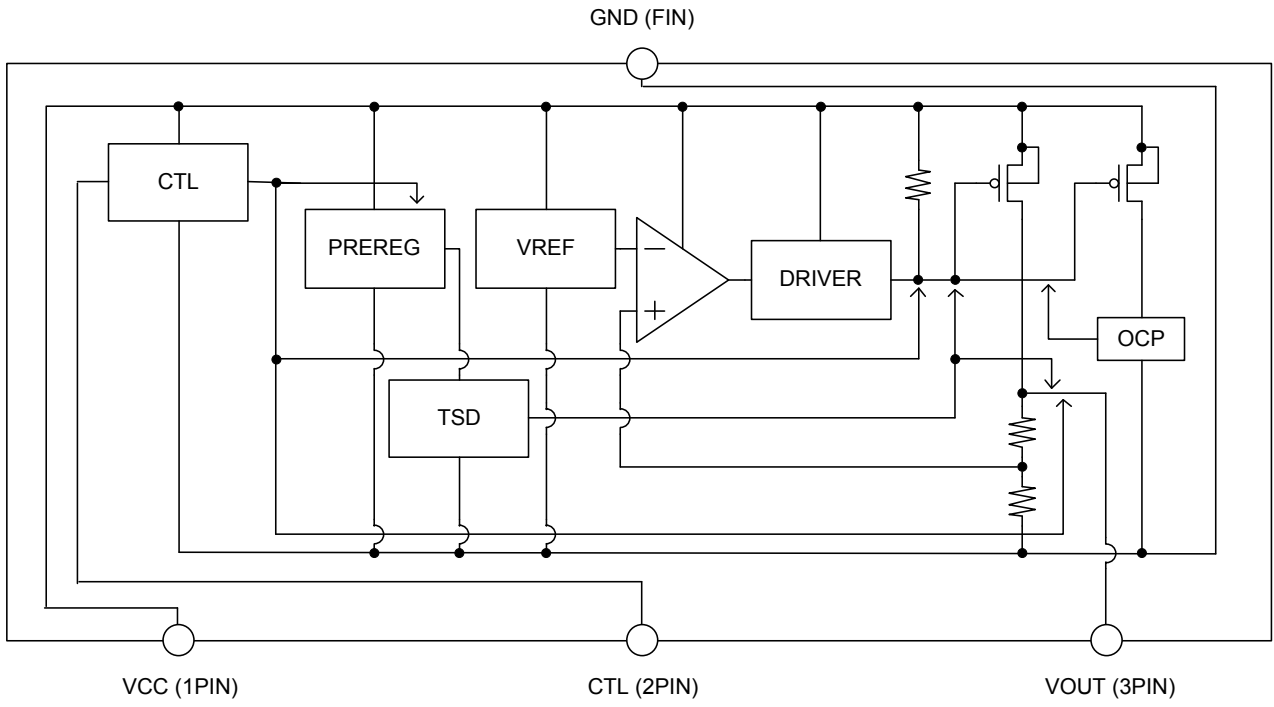 GND (FIN)
CTL
PREREG
VREF
DRIVER
OCP
TSD
VCC (1PIN)
CTL (2PIN)
VOUT (3PIN)